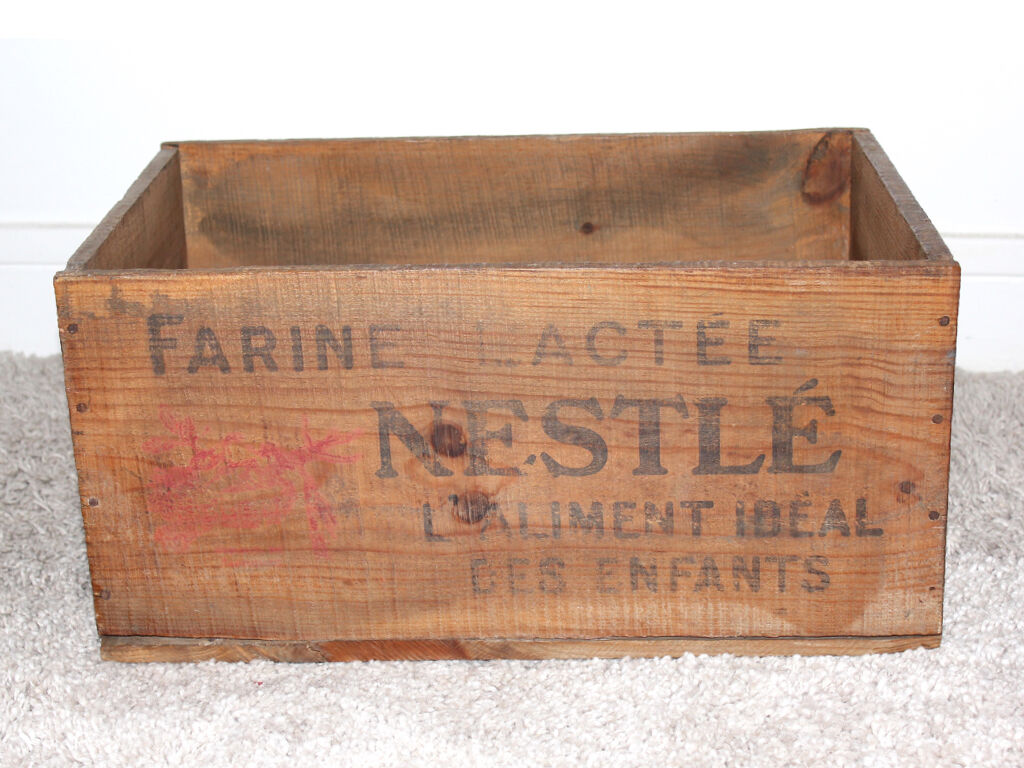 FARINE LACTÉE
NESTLÉ
L'ALIMENT IDÉAL
DES ENFANTS